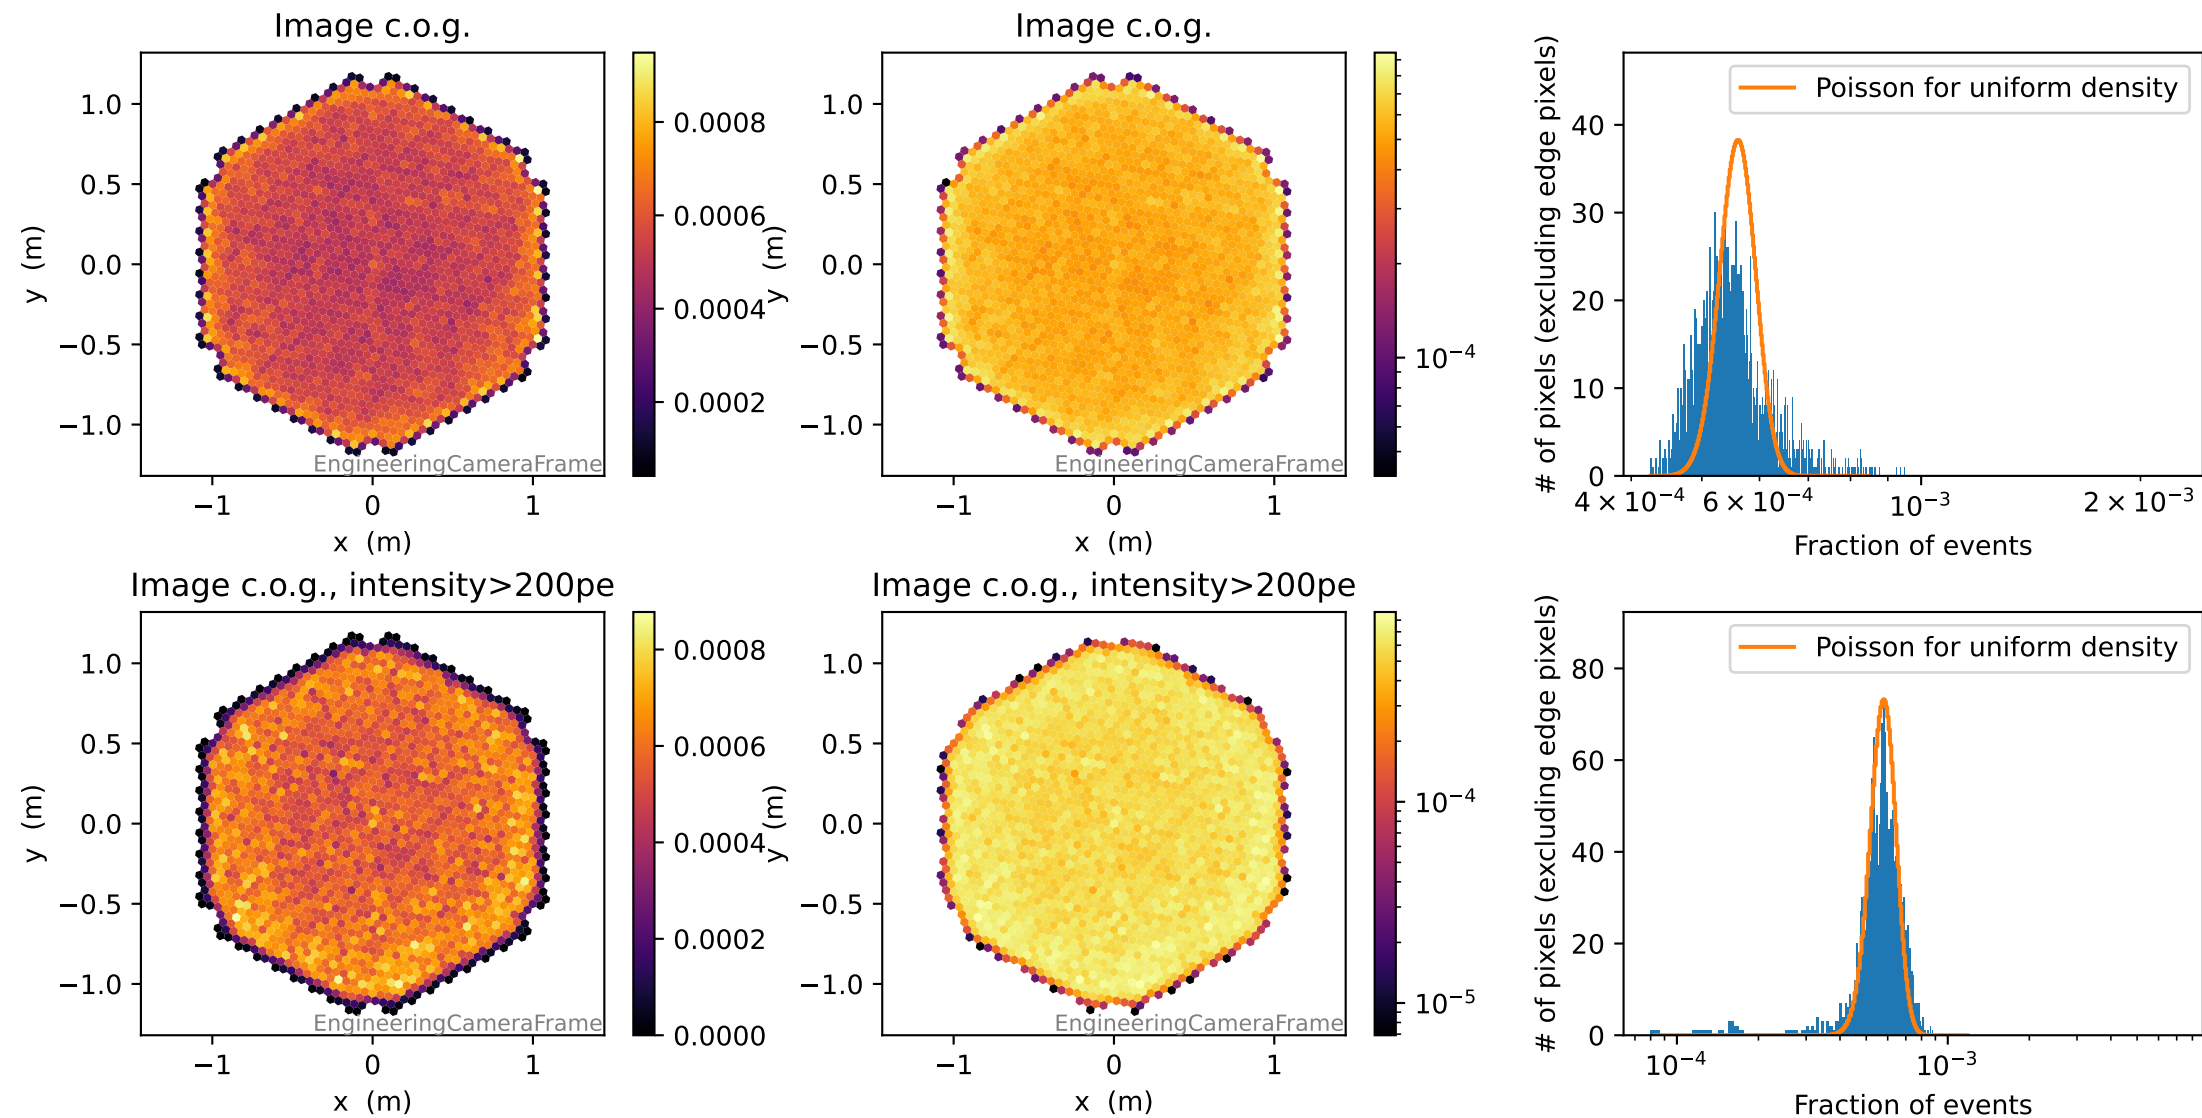 Image c.o.g.
1.0
0.5
0.0
−0.5
−1.0
y (m)
−1 0 1
x (m)
EngineeringCameraFrame
0.0008
0.0006
0.0004
0.0002
Image c.o.g.
1.0
0.5
0.0
−0.5
−1.0
y (m)
−1 0 1
x (m)
EngineeringCameraFrame
10⁻⁴
# of pixels (excluding edge pixels)
40
30
20
10
0
Poisson for uniform density
4 × 10⁻⁴ 6 × 10⁻⁴ 10⁻³ 2 × 10⁻³
Fraction of events
Image c.o.g., intensity>200pe
1.0
0.5
0.0
−0.5
−1.0
y (m)
−1 0 1
x (m)
EngineeringCameraFrame
0.0008
0.0006
0.0004
0.0002
0.0000
Image c.o.g., intensity>200pe
1.0
0.5
0.0
−0.5
−1.0
y (m)
−1 0 1
x (m)
EngineeringCameraFrame
10⁻⁴
10⁻⁵
# of pixels (excluding edge pixels)
80
60
40
20
0
Poisson for uniform density
10⁻⁴ 10⁻³
Fraction of events